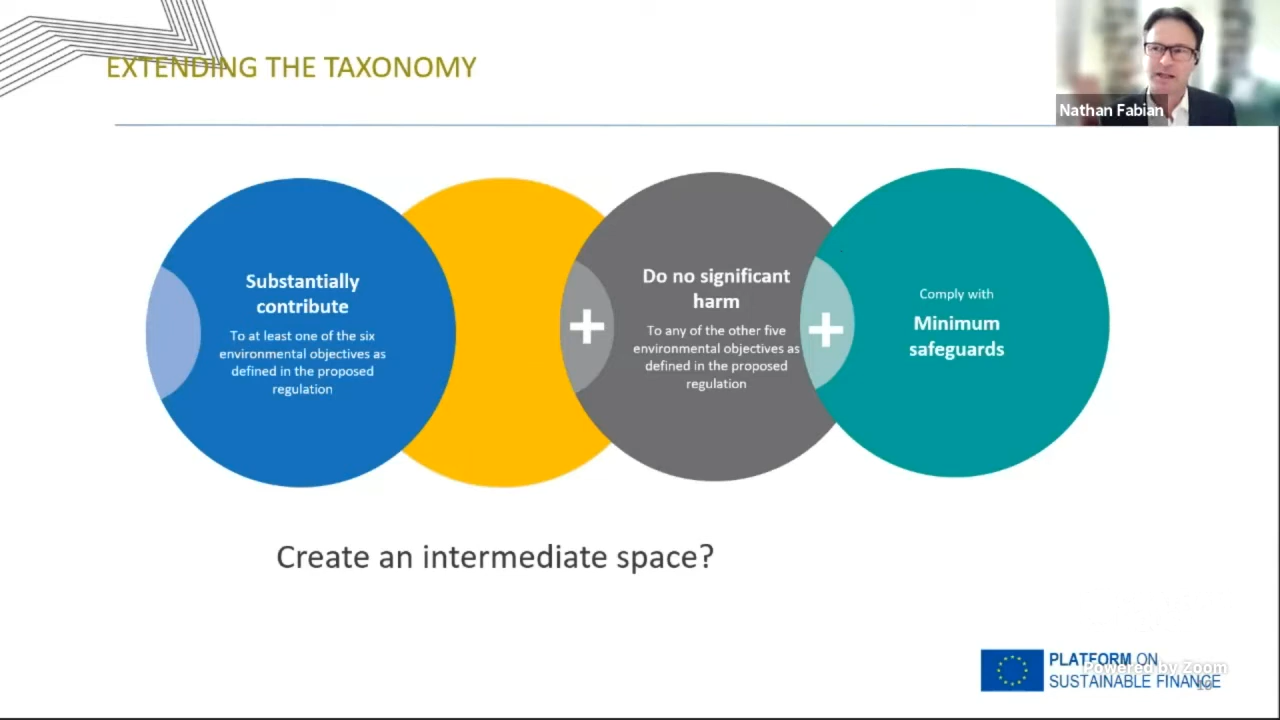 EXTENDING THE TAXONOMY
Nathan Fabian
Substantially
contribute
To at least one of the six
environmental objectives as
defined in the proposed
regulation
+
Do no significant
harm
To any of the other five
environmental objectives as
defined in the proposed
regulation
+
Comply with
Minimum
safeguards
Create an intermediate space?
PLATFORM ON
SUSTAINABLE FINANCE
Powered by Zoom